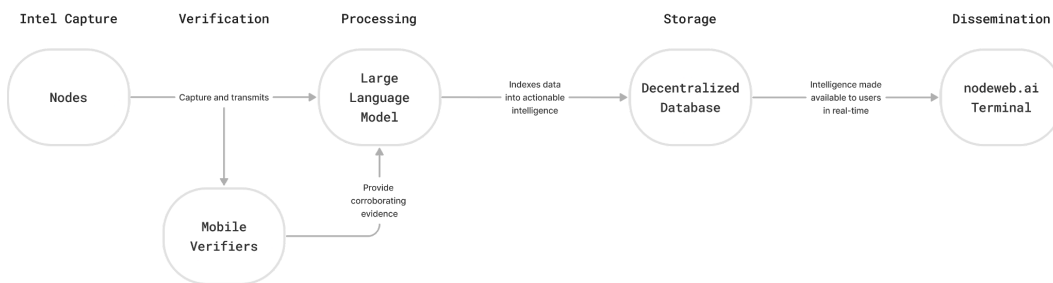 Intel Capture
Verification
Processing
Storage
Dissemination
Nodes
Capture and transmits
Large
Language
Model
Indexes data
into actionable
intelligence
Decentralized
Database
Intelligence made
available to users
in real-time
nodeweb.ai
Terminal
Provide
corroborating
evidence
Mobile
Verifiers